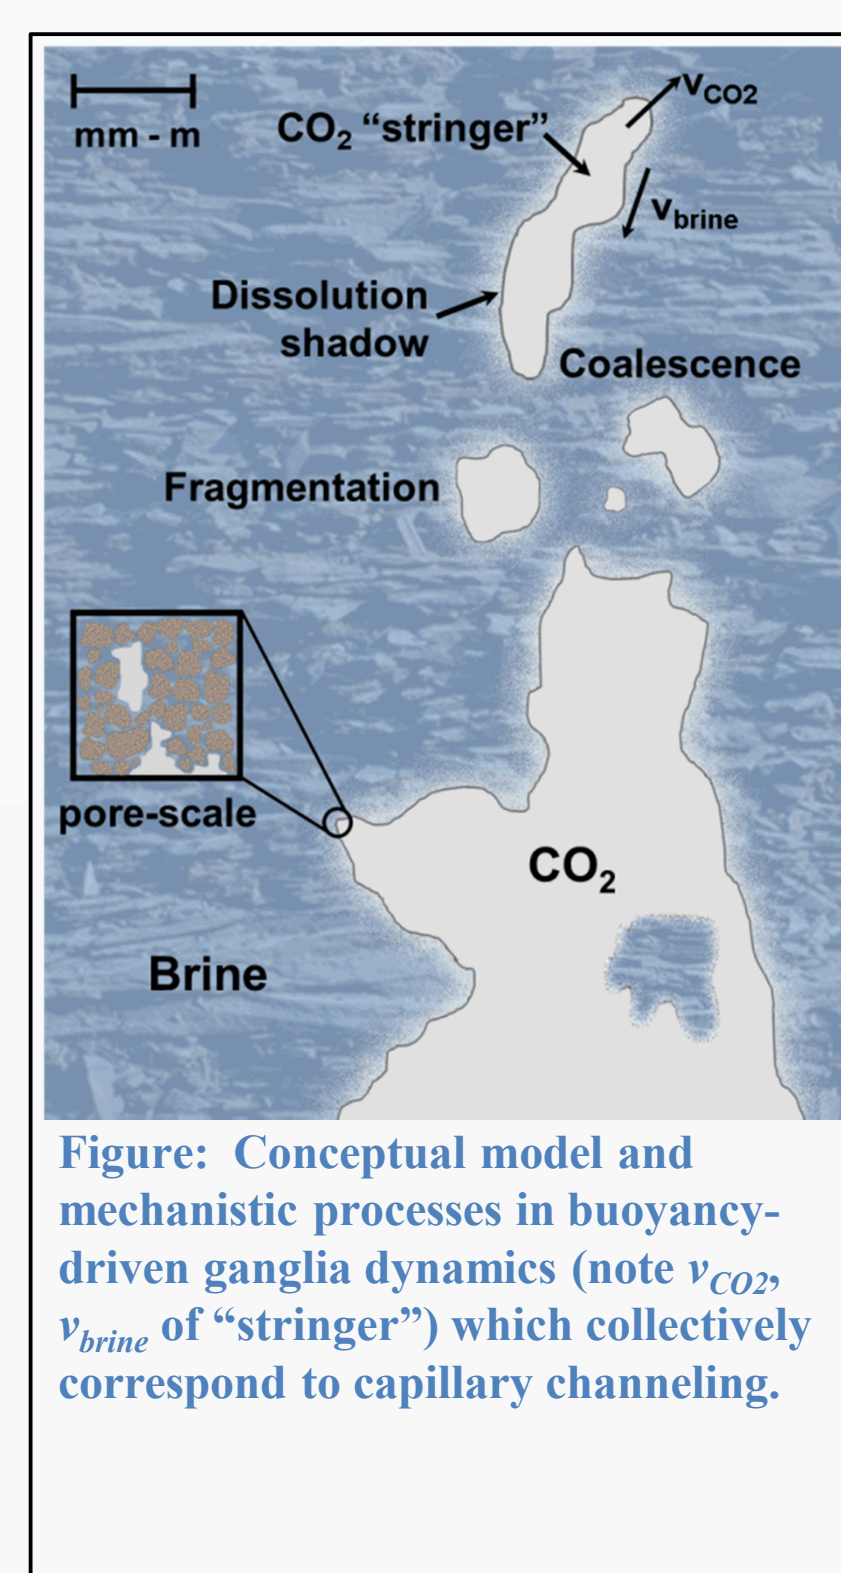 mm - m
CO₂ “stringer”
vCO2
vbrine
Dissolution
shadow
Coalescence
Fragmentation
pore-scale
CO₂
Brine
Figure: Conceptual model and
mechanistic processes in buoyancy-
driven ganglia dynamics (note vCO2,
vbrine of “stringer”) which collectively
correspond to capillary channeling.